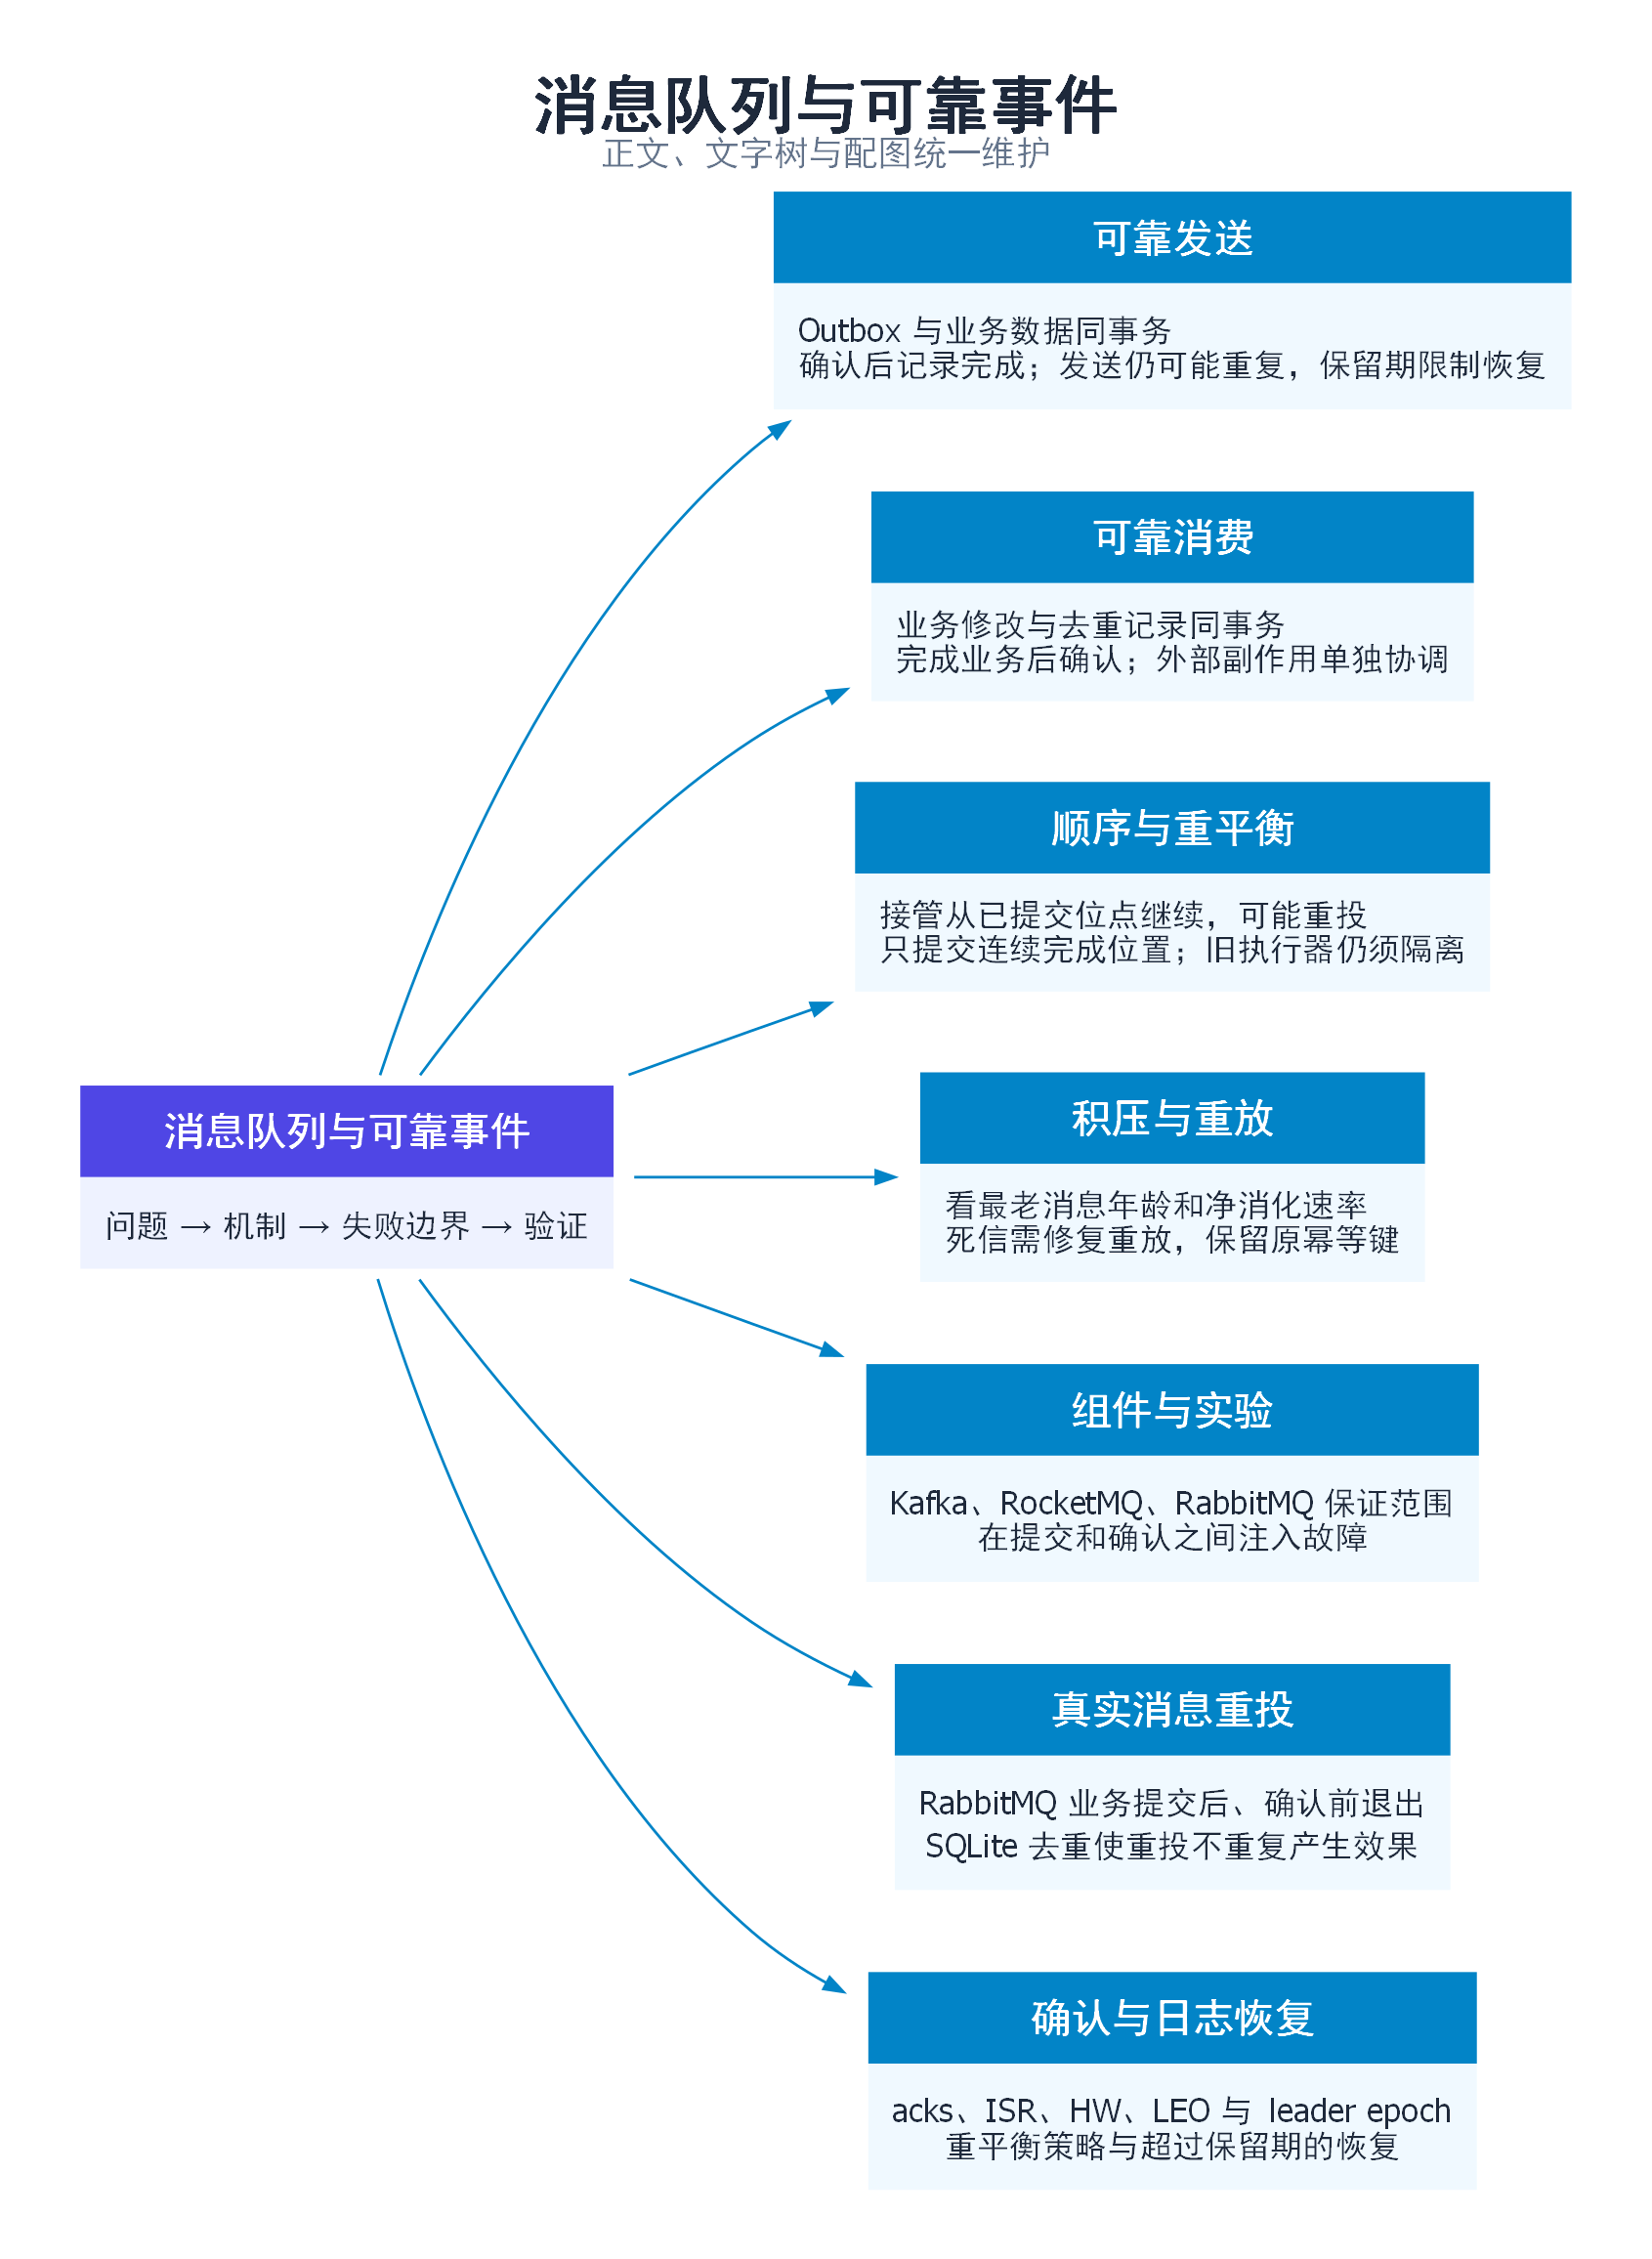 消息队列与可靠事件
正文、文字树与配图统一维护
可靠发送
Outbox 与业务数据同事务
确认后记录完成；发送仍可能重复，保留期限制恢复
可靠消费
业务修改与去重记录同事务
完成业务后确认；外部副作用单独协调
顺序与重平衡
接管从已提交位点继续，可能重投
只提交连续完成位置；旧执行器仍须隔离
消息队列与可靠事件
问题 → 机制 → 失败边界 → 验证
积压与重放
看最老消息年龄和净消化速率
死信需修复重放，保留原幂等键
组件与实验
Kafka、RocketMQ、RabbitMQ 保证范围
在提交和确认之间注入故障
真实消息重投
RabbitMQ 业务提交后、确认前退出
SQLite 去重使重投不重复产生效果
确认与日志恢复
acks、ISR、HW、LEO 与 leader epoch
重平衡策略与超过保留期的恢复